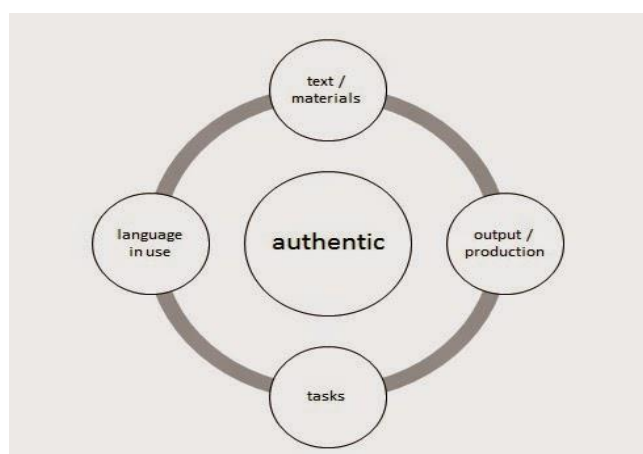 text /
materials
language
in use
authentic
output /
production
tasks